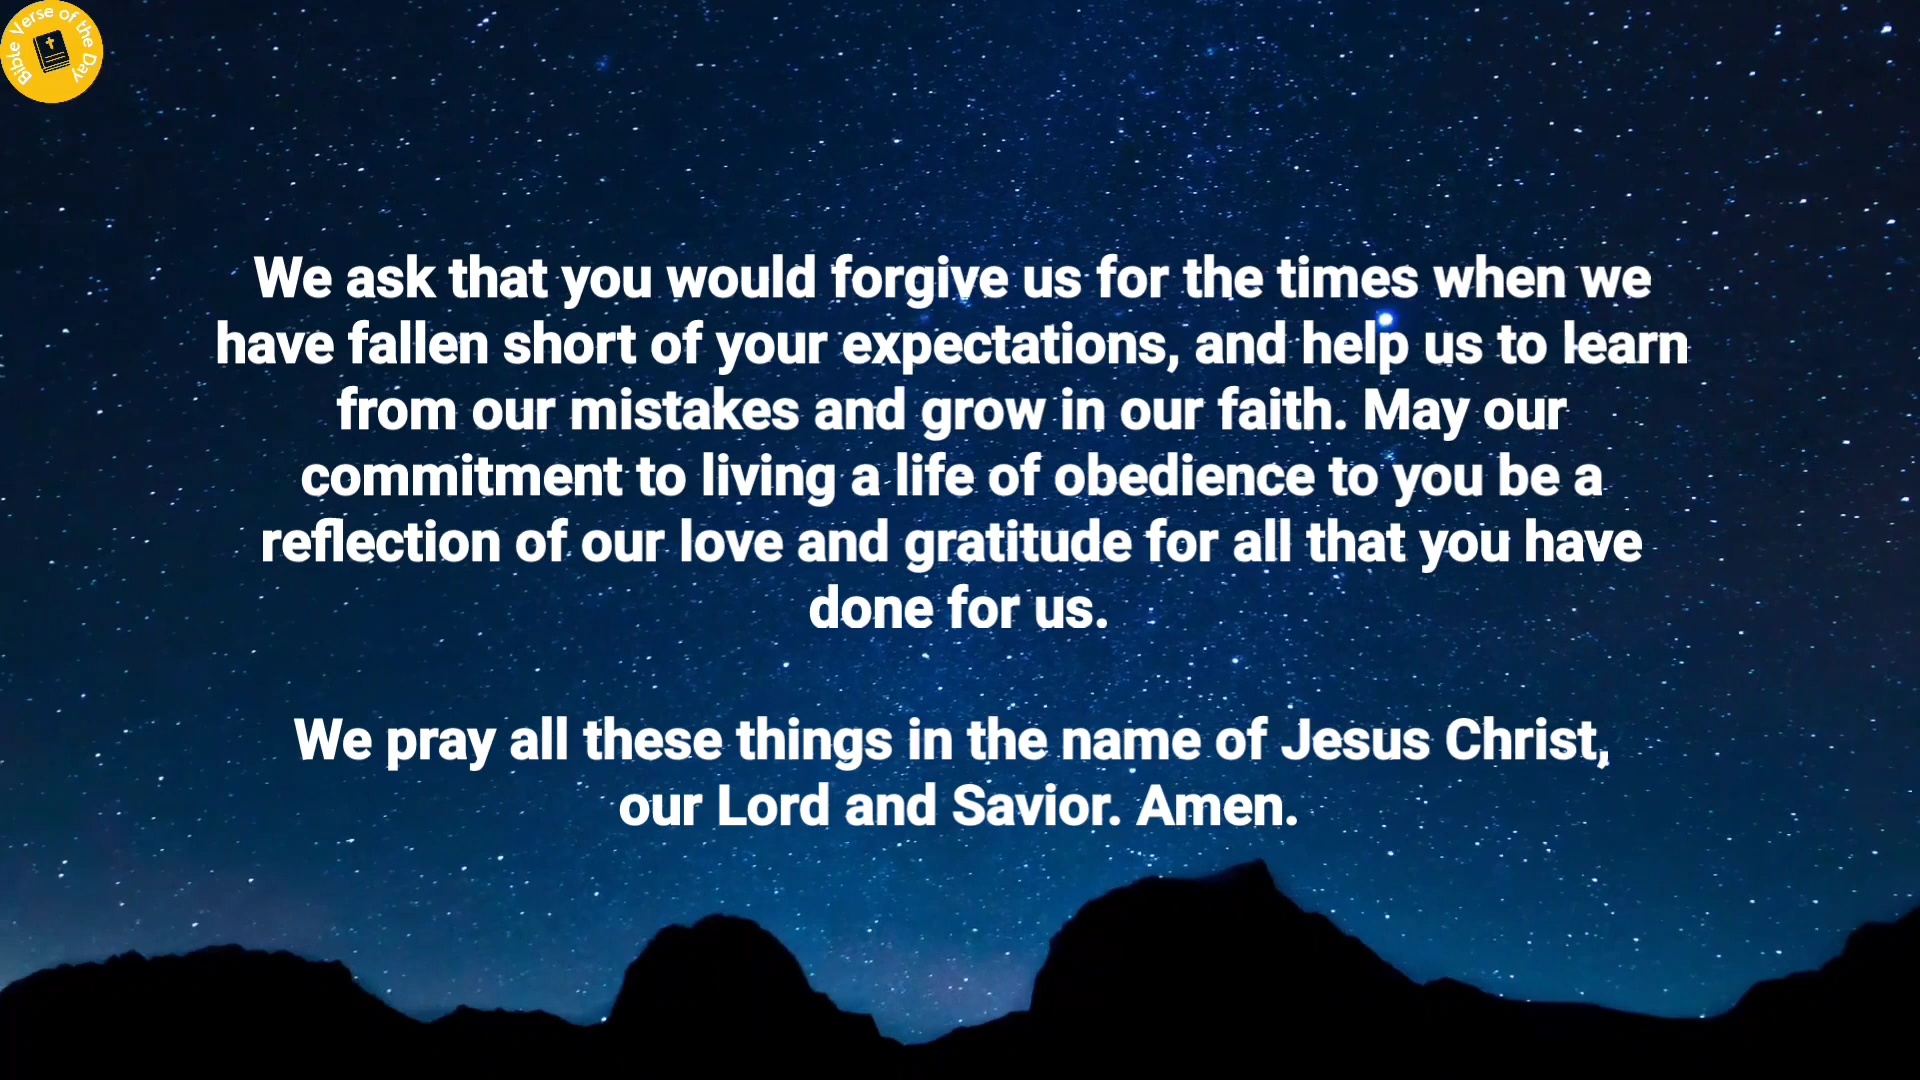 Bible Verse of the Day
We ask that you would forgive us for the times when we
have fallen short of your expectations, and help us to learn
from our mistakes and grow in our faith. May our
commitment to living a life of obedience to you be a
reflection of our love and gratitude for all that you have
done for us.
We pray all these things in the name of Jesus Christ,
our Lord and Savior. Amen.